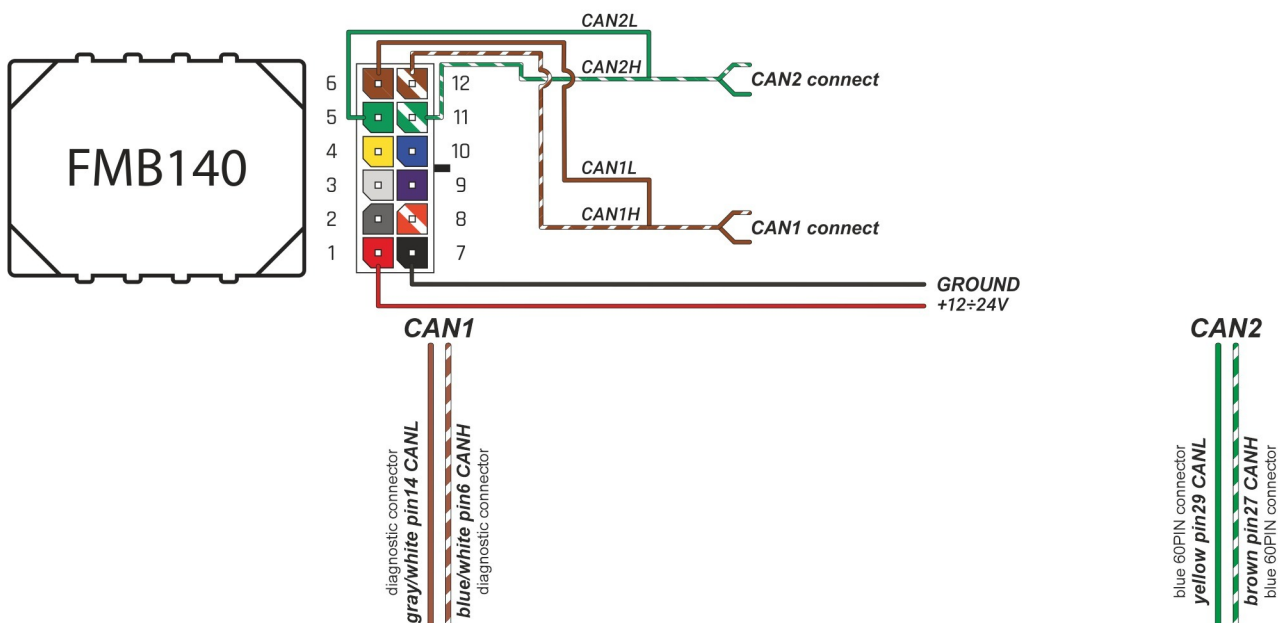 CAN2L
FMB140
6 12
CAN2H
CAN2 connect
5 11
4 10
3 9
CAN1L
2 8
CAN1H
CAN1 connect
1 7
GROUND
+12÷24V
CAN1
CAN2
diagnostic connector
gray/white pin14 CANL
blue/white pin6 CANH
diagnostic connector
blue 60PIN connector
yellow pin29 CANL
brown pin27 CANH
blue 60PIN connector